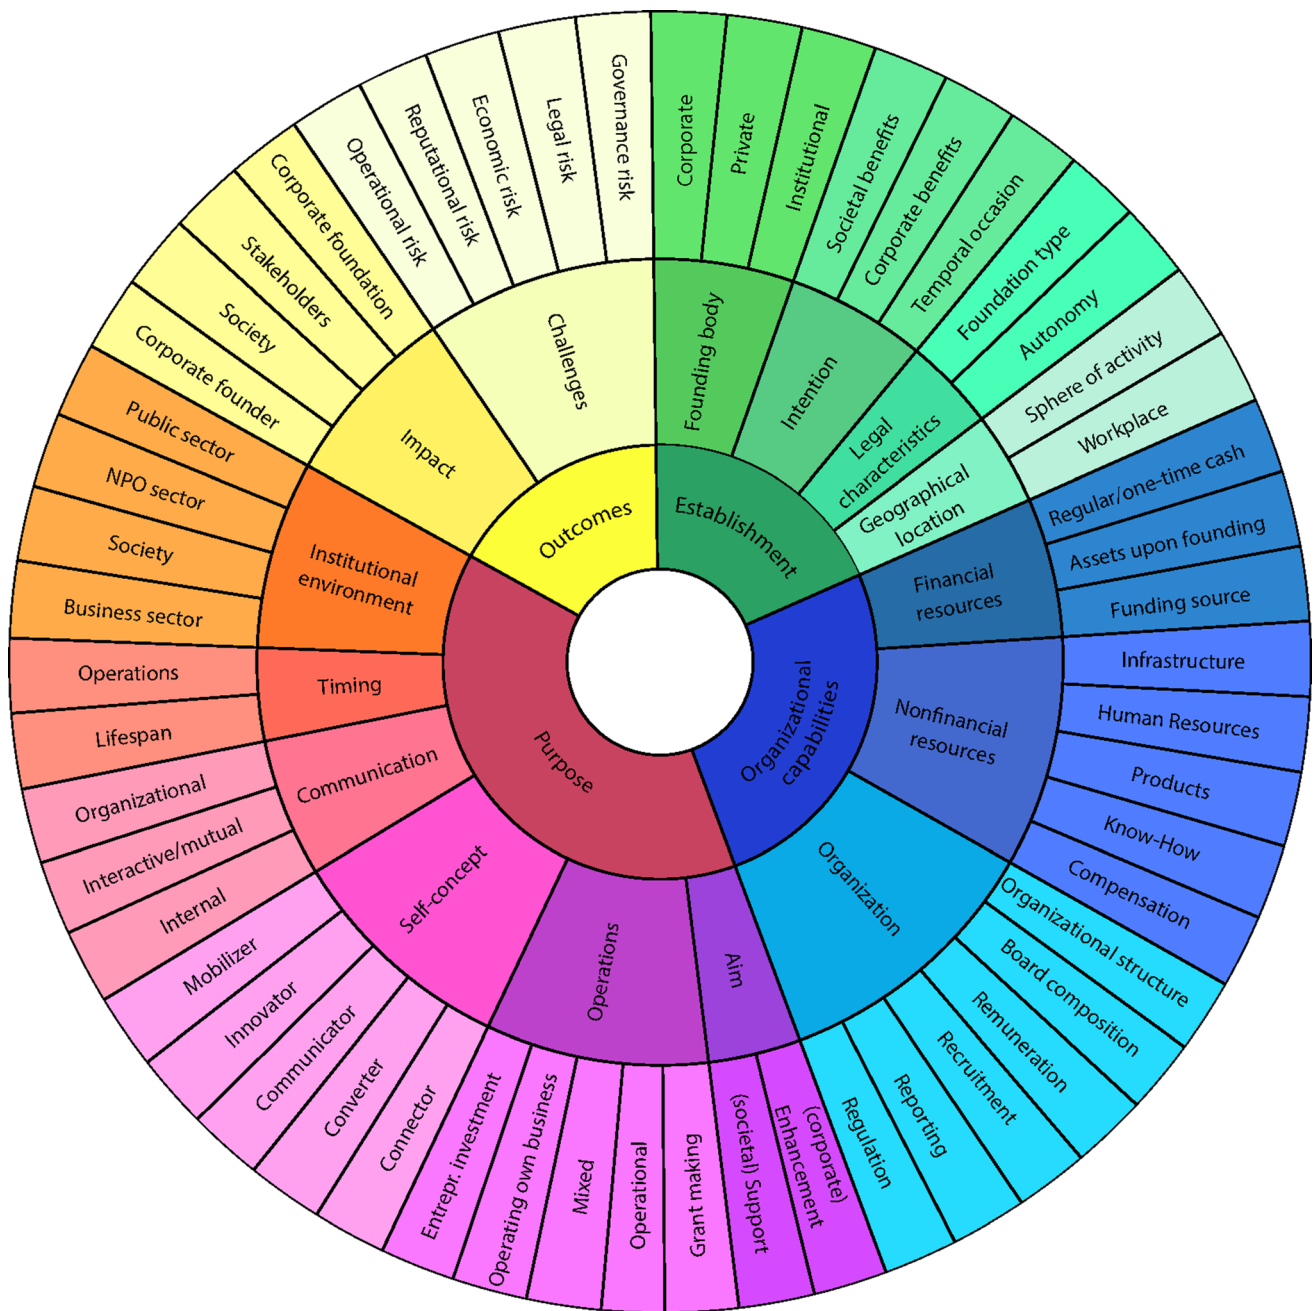 Establishment
Organizational
capabilities
Purpose
Outcomes
Founding body
Intention
Legal
characteristics
Geographical
location
Financial
resources
Nonfinancial
resources
Organization
Aim
Operations
Self-concept
Communication
Timing
Institutional
environment
Impact
Challenges
Corporate
Private
Institutional
Societal benefits
Corporate benefits
Temporal occasion
Foundation type
Autonomy
Sphere of activity
Workplace
Regular/one-time cash
Assets upon founding
Funding source
Infrastructure
Human Resources
Products
Know-How
Compensation
Organizational structure
Board composition
Remuneration
Recruitment
Reporting
Regulation
(corporate)
Enhancement
(societal) Support
Grant making
Operational
Mixed
Operating own business
Entrepr. investment
Connector
Converter
Communicator
Innovator
Mobilizer
Internal
Interactive/mutual
Organizational
Lifespan
Operations
Business sector
Society
NPO sector
Public sector
Corporate founder
Society
Stakeholders
Corporate foundation
Operational risk
Reputational risk
Economic risk
Legal risk
Governance risk